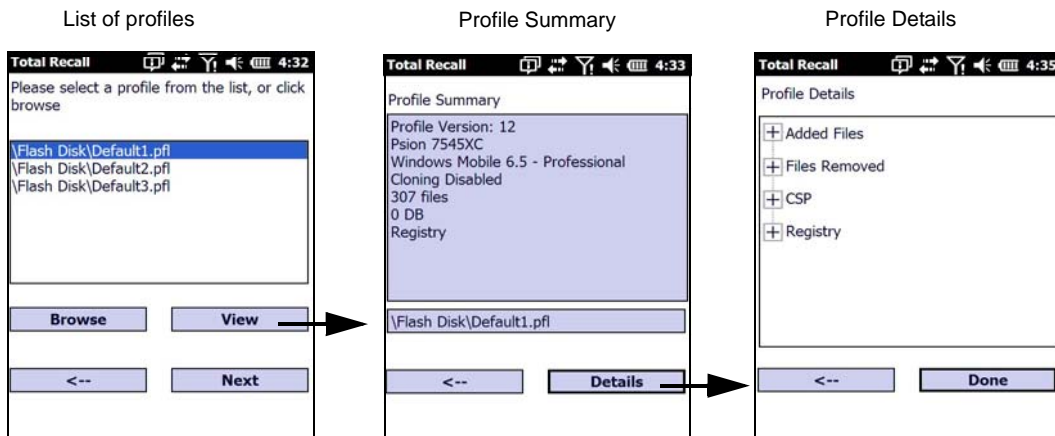 List of profiles
Total Recall 4:32
Please select a profile from the list, or click
browse
\Flash Disk\Default1.pfl
\Flash Disk\Default2.pfl
\Flash Disk\Default3.pfl
Browse View
<-- Next
Profile Summary
Total Recall 4:33
Profile Summary
Profile Version: 12
Psion 7545XC
Windows Mobile 6.5 - Professional
Cloning Disabled
307 files
0 DB
Registry
\Flash Disk\Default1.pfl
<-- Details
Profile Details
Total Recall 4:35
Profile Details
Added Files
Files Removed
CSP
Registry
<-- Done